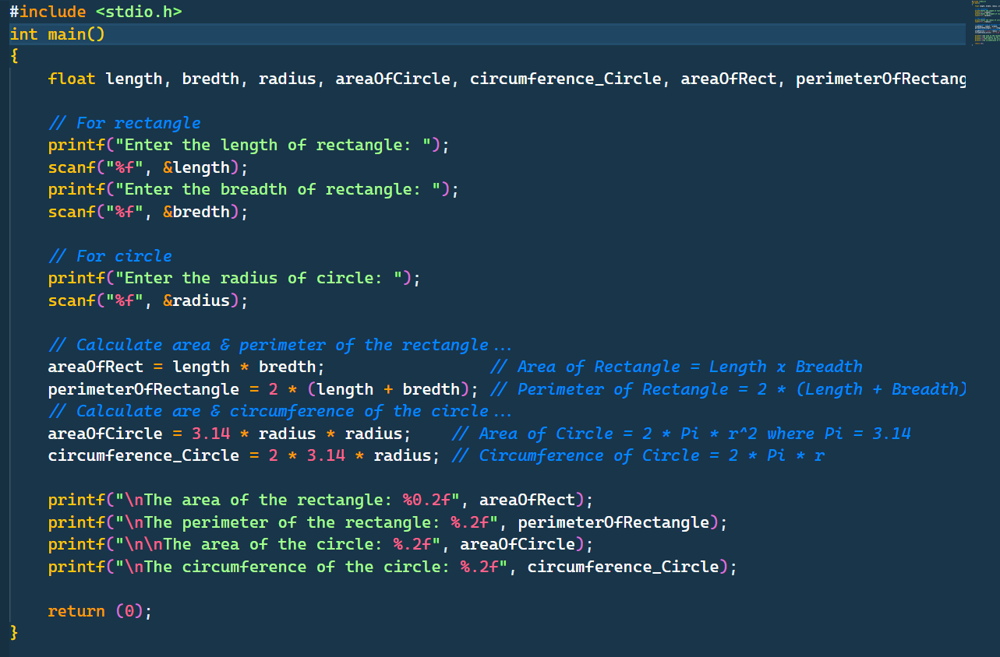 #include <stdio.h>
int main()
{
    float length, bredth, radius, areaOfCircle, circumference_Circle, areaOfRect, perimeterOfRectang
    // For rectangle
    printf("Enter the length of rectangle: ");
    scanf("%f", &length);
    printf("Enter the breadth of rectangle: ");
    scanf("%f", &bredth);
    // For circle
    printf("Enter the radius of circle: ");
    scanf("%f", &radius);
    // Calculate area & perimeter of the rectangle...
    areaOfRect = length * bredth;                 // Area of Rectangle = Length x Breadth
    perimeterOfRectangle = 2 * (length + bredth); // Perimeter of Rectangle = 2 * (Length + Breadth)
    // Calculate are & circumference of the circle...
    areaOfCircle = 3.14 * radius * radius;    // Area of Circle = 2 * Pi * r^2 where Pi = 3.14
    circumference_Circle = 2 * 3.14 * radius; // Circumference of Circle = 2 * Pi * r
    printf("\nThe area of the rectangle: %0.2f", areaOfRect);
    printf("\nThe perimeter of the rectangle: %.2f", perimeterOfRectangle);
    printf("\n\nThe area of the circle: %.2f", areaOfCircle);
    printf("\nThe circumference of the circle: %.2f", circumference_Circle);
    return (0);
}